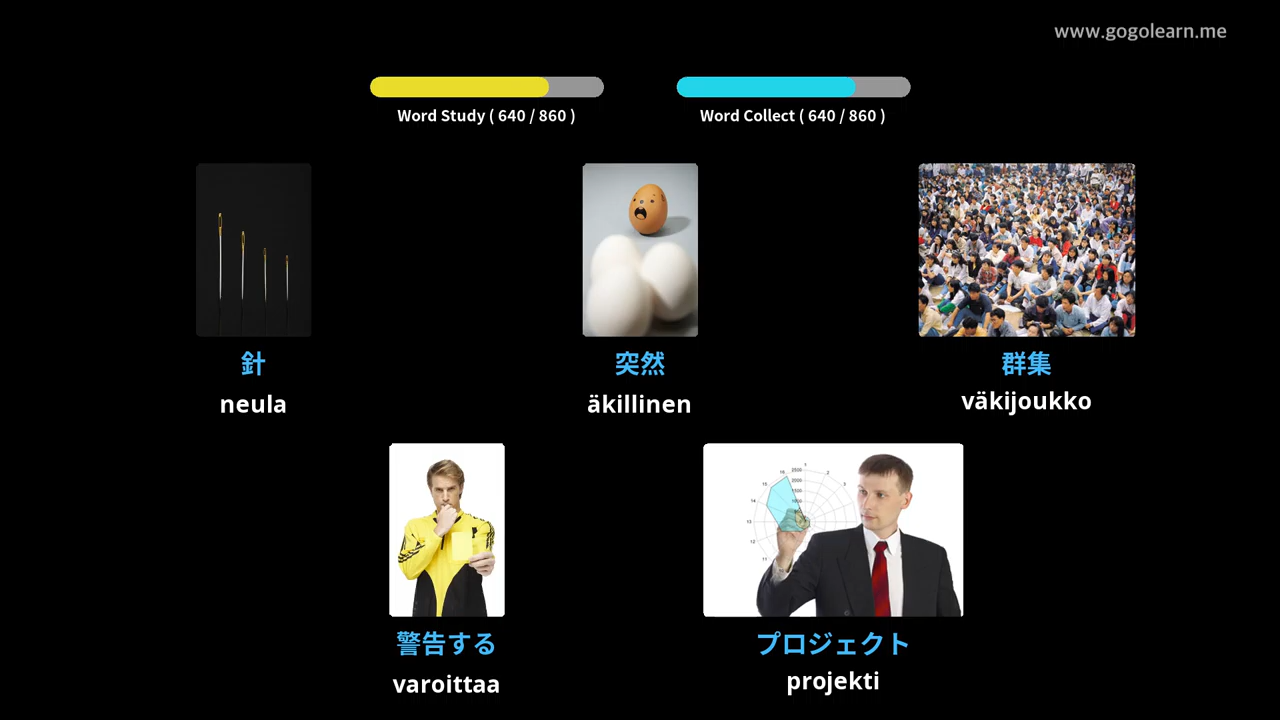 www.gogolearn.me
Word Study ( 640 / 860 )
Word Collect ( 640 / 860 )
針
neula
突然
äkillinen
群集
väkijoukko
警告する
varoittaa
プロジェクト
projekti